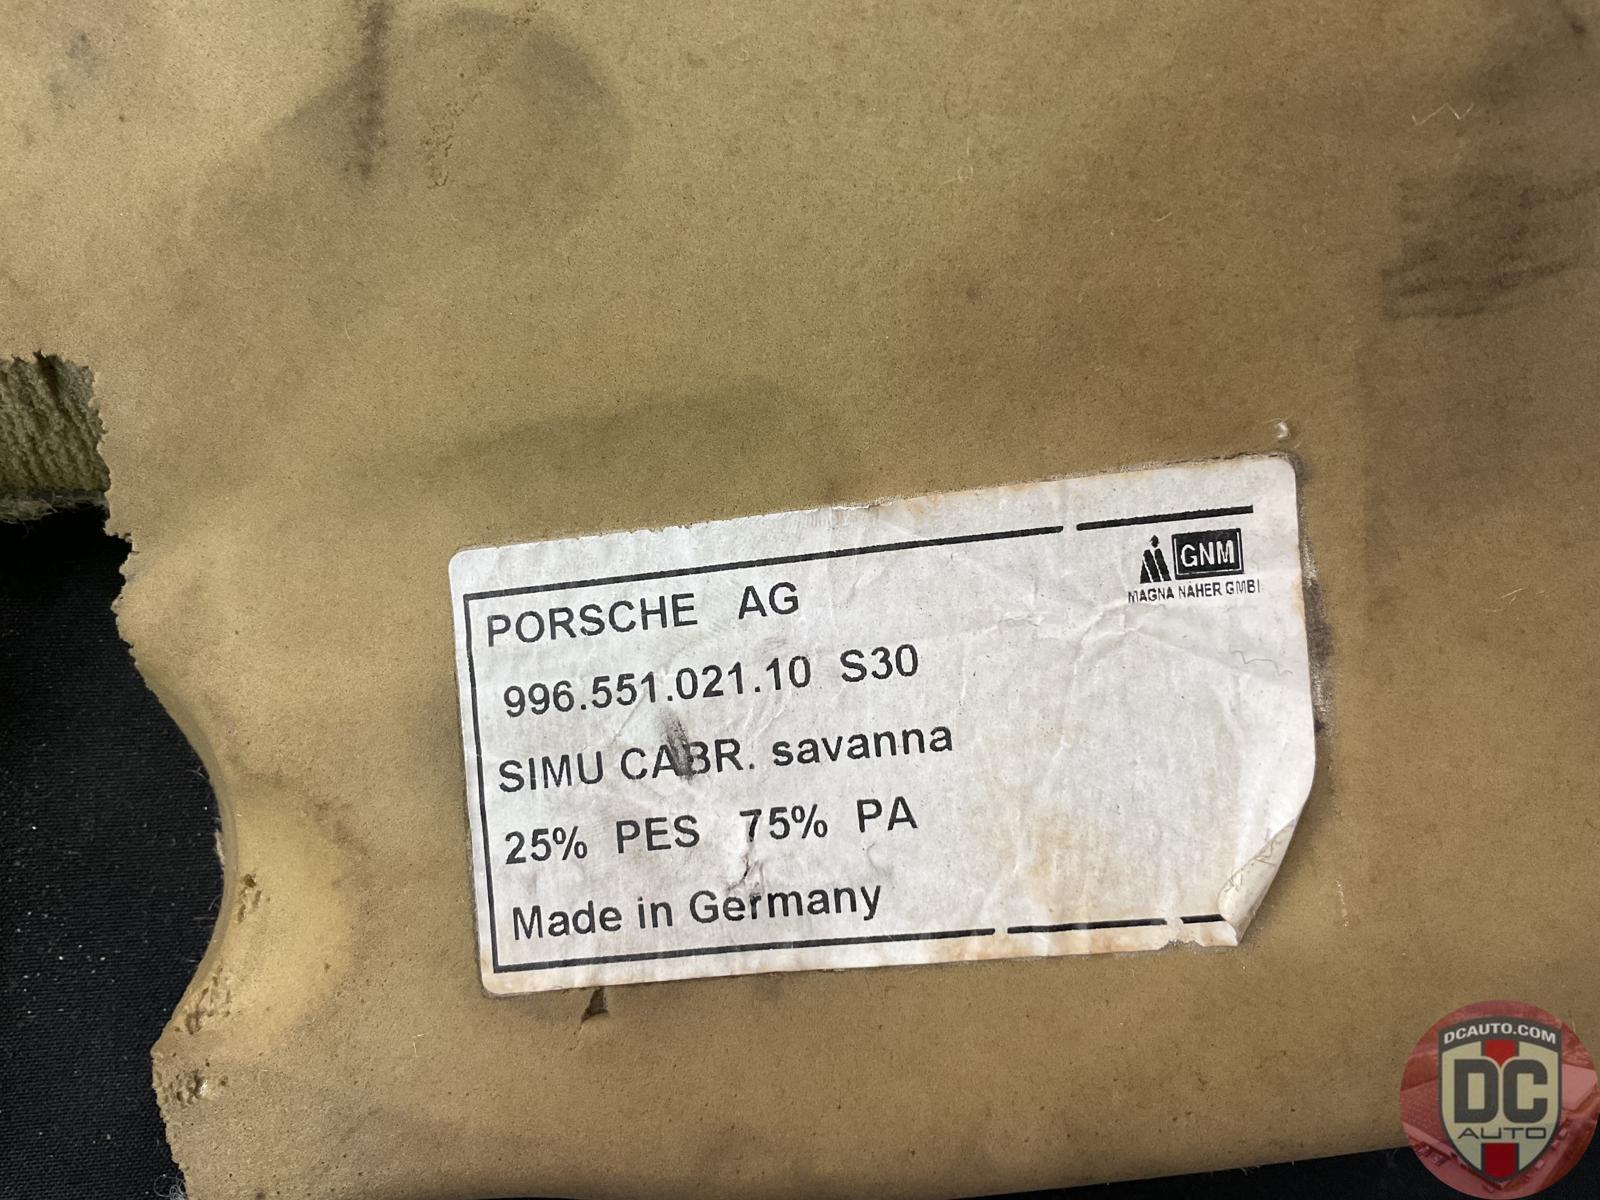 PORSCHE AG
GNM
MAGNA NAHER GMBH
996.551.021.10 S30
SIMU CABR. savanna
25% PES 75% PA
Made in Germany
DCAUTO.COM
DC
AUTO